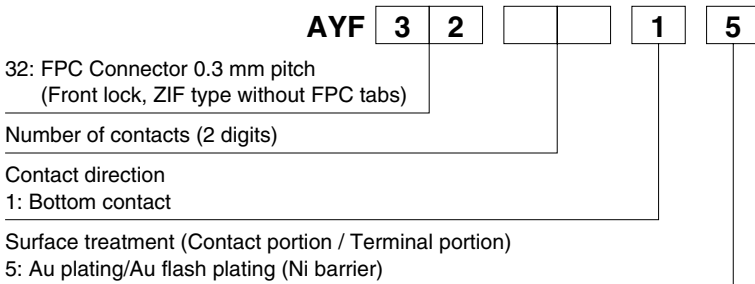 AYF 3 2 1 5
32: FPC Connector 0.3 mm pitch
(Front lock, ZIF type without FPC tabs)
Number of contacts (2 digits)
Contact direction
1: Bottom contact
Surface treatment (Contact portion / Terminal portion)
5: Au plating/Au flash plating (Ni barrier)